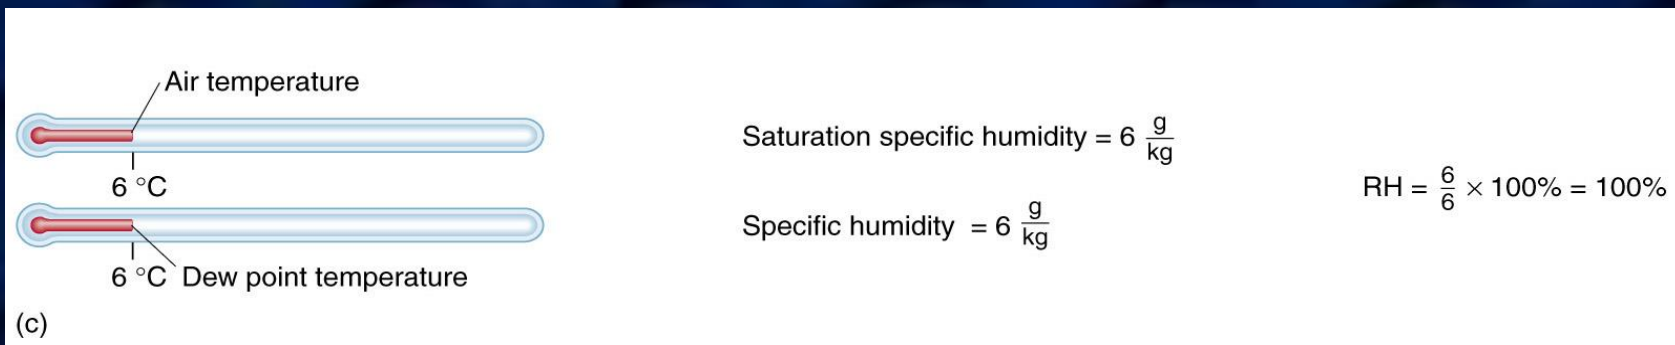 Air temperature
6 °C
6 °C Dew point temperature
Saturation specific humidity = 6 g/kg
Specific humidity = 6 g/kg
RH = 6/6 × 100% = 100%
(c)